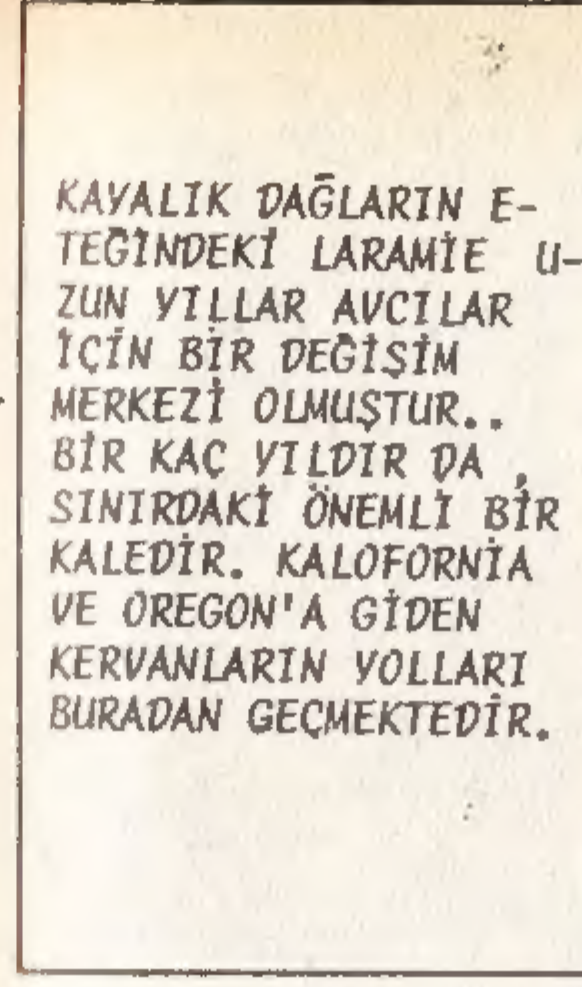 KAYALIK DAĞLARIN E-
TEĞİNDEKİ LARAMİE U-
ZUN YILLAR AVCILAR
İÇİN BİR DEĞİŞİM
MERKEZİ OLMUŞTUR..
BİR KAÇ YILDIR DA ,
SINIRDAKİ ÖNEMLİ BİR
KALEDİR. KALOFORNİA
VE OREGON'A GİDEN
KERVANLARIN YOLLARI
BURADAN GEÇMEKTEDİR.